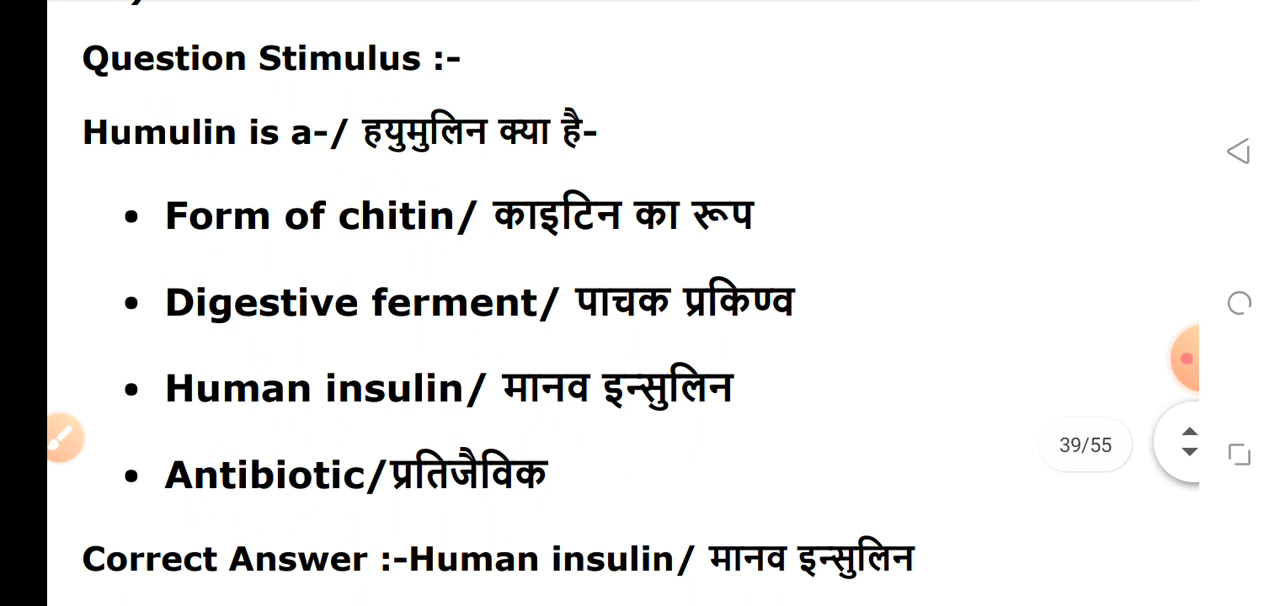 Question Stimulus :-
Humulin is a-/ हयुमुलिन क्या है-
• Form of chitin/ काइटिन का रूप
• Digestive ferment/ पाचक प्रकिण्व
• Human insulin/ मानव इन्सुलिन
39/55
• Antibiotic/प्रतिजैविक
Correct Answer :-Human insulin/ मानव इन्सुलिन